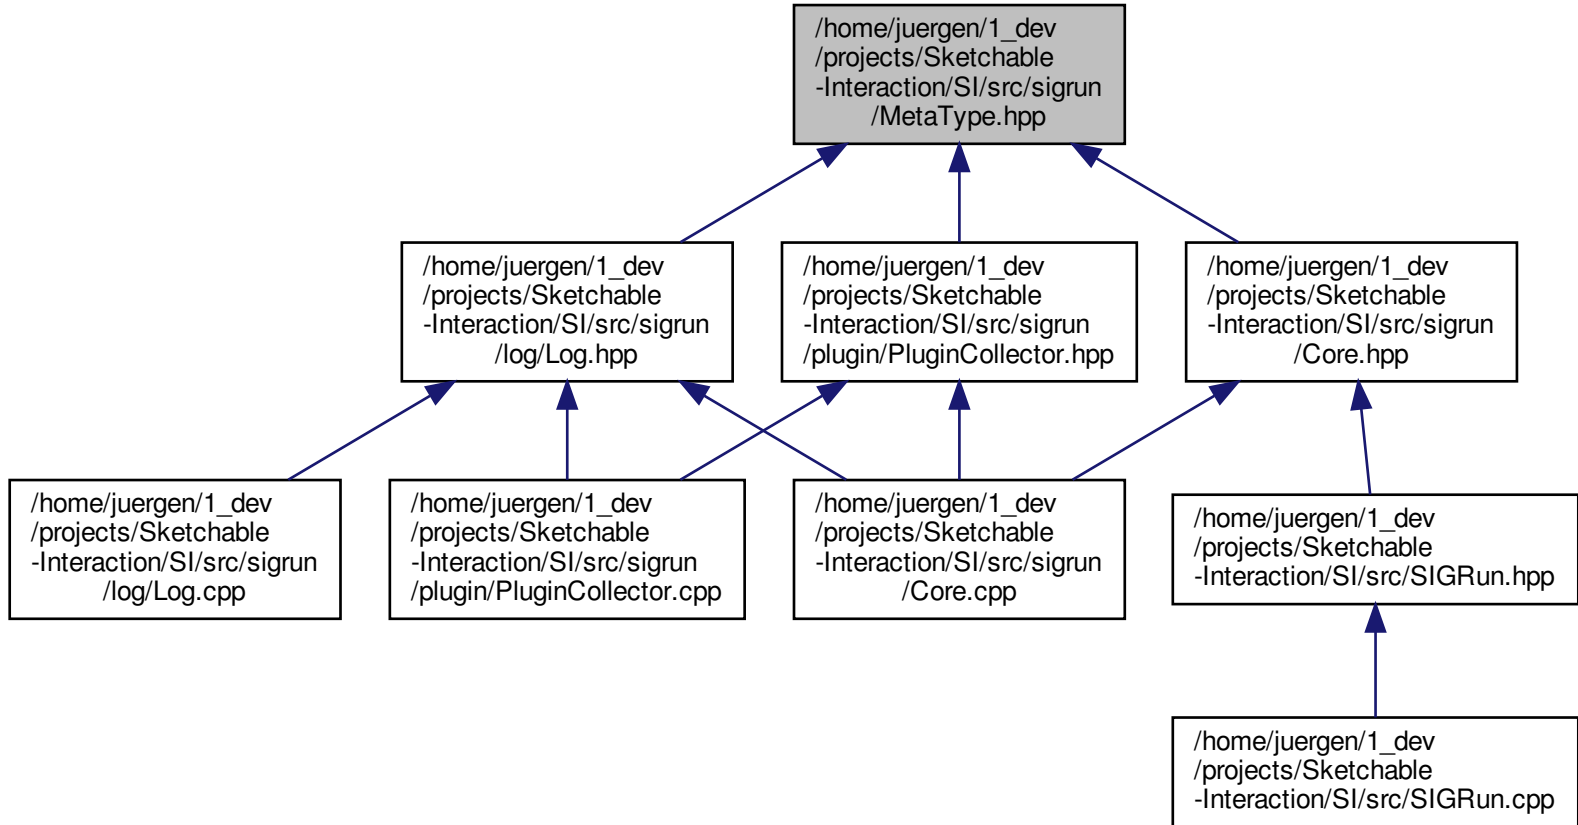 /home/juergen/1_dev
/projects/Sketchable
-Interaction/SI/src/sigrun
/MetaType.hpp
/home/juergen/1_dev
/projects/Sketchable
-Interaction/SI/src/sigrun
/log/Log.hpp
/home/juergen/1_dev
/projects/Sketchable
-Interaction/SI/src/sigrun
/plugin/PluginCollector.hpp
/home/juergen/1_dev
/projects/Sketchable
-Interaction/SI/src/sigrun
/Core.hpp
/home/juergen/1_dev
/projects/Sketchable
-Interaction/SI/src/sigrun
/log/Log.cpp
/home/juergen/1_dev
/projects/Sketchable
-Interaction/SI/src/sigrun
/plugin/PluginCollector.cpp
/home/juergen/1_dev
/projects/Sketchable
-Interaction/SI/src/sigrun
/Core.cpp
/home/juergen/1_dev
/projects/Sketchable
-Interaction/SI/src/SIGRun.hpp
/home/juergen/1_dev
/projects/Sketchable
-Interaction/SI/src/SIGRun.cpp